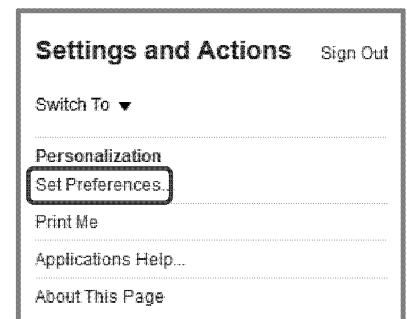 Settings and Actions Sign Out
Switch To ▼
Personalization
Set Preferences...
Print Me
Applications Help...
About This Page